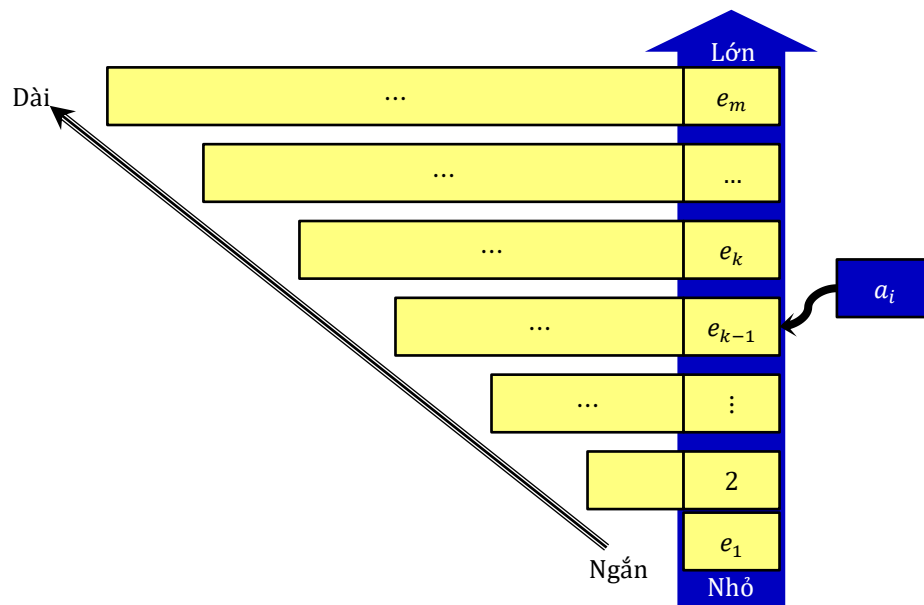 Lớn
Dài
… e_m
… …
… e_k
a_i
… e_{k−1}
… ⋮
2
e_1
Ngắn
Nhỏ